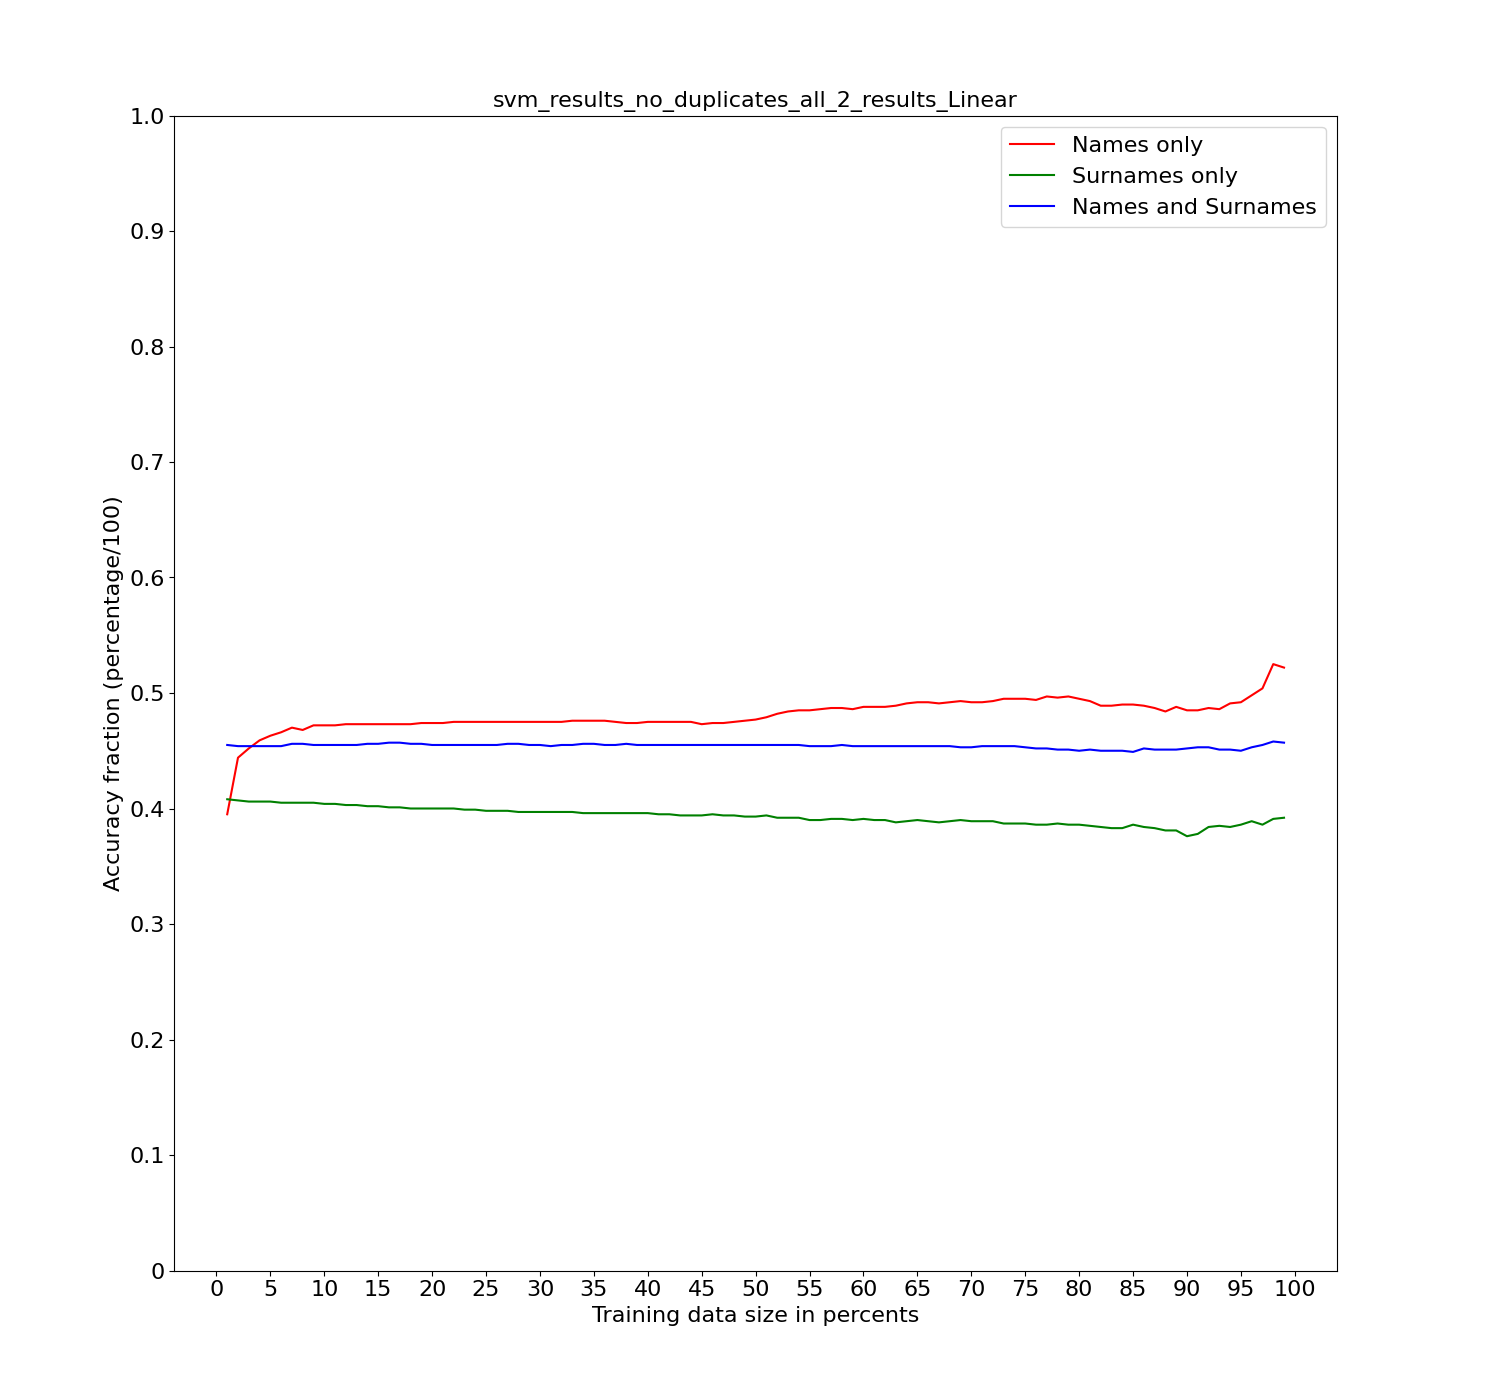 svm_results_no_duplicates_all_2_results_Linear
1.0
0.9
0.8
0.7
0.6
0.5
0.4
0.3
0.2
0.1
0
Accuracy fraction (percentage/100)
Names only
Surnames only
Names and Surnames
0 5 10 15 20 25 30 35 40 45 50 55 60 65 70 75 80 85 90 95 100
Training data size in percents